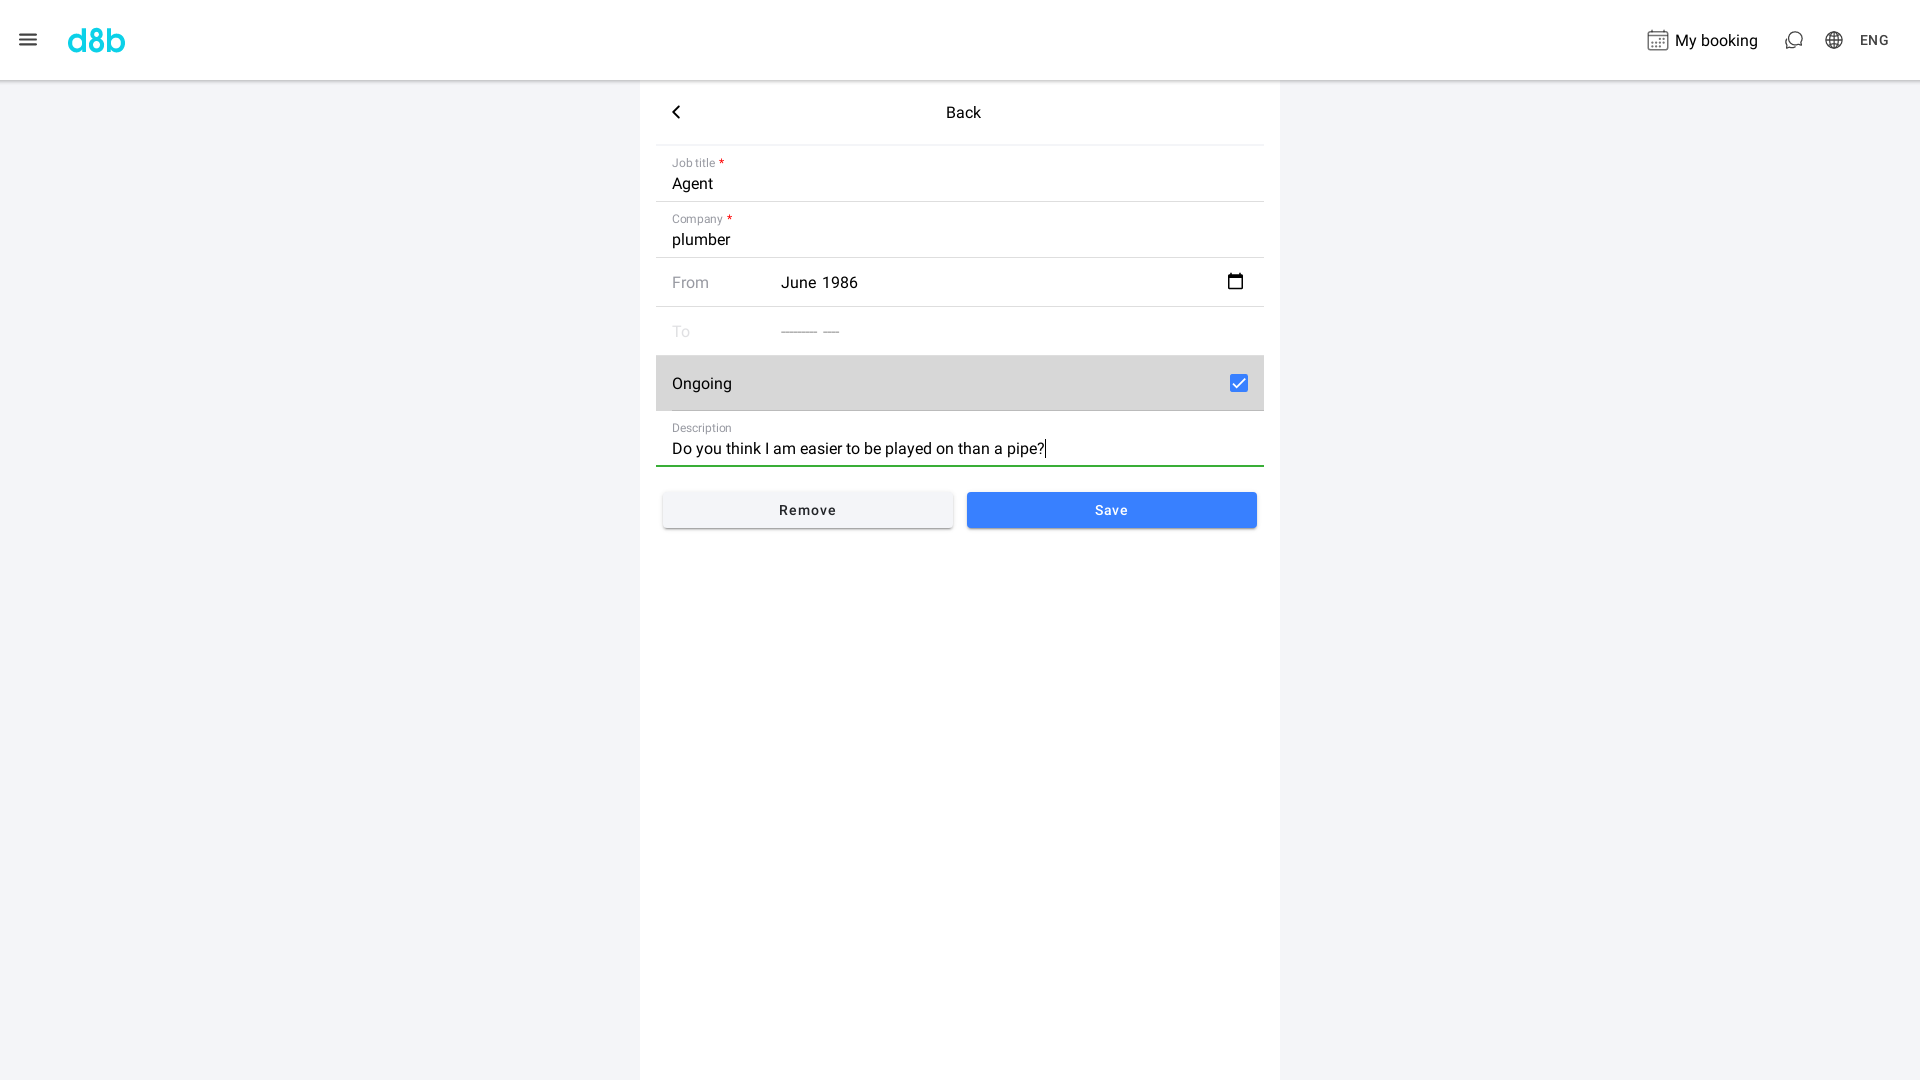 d8b
My booking
ENG
Back
Job title *
Agent
Company *
plumber
From June 1986
To --------- ----
Ongoing
Description
Do you think I am easier to be played on than a pipe?
Remove Save